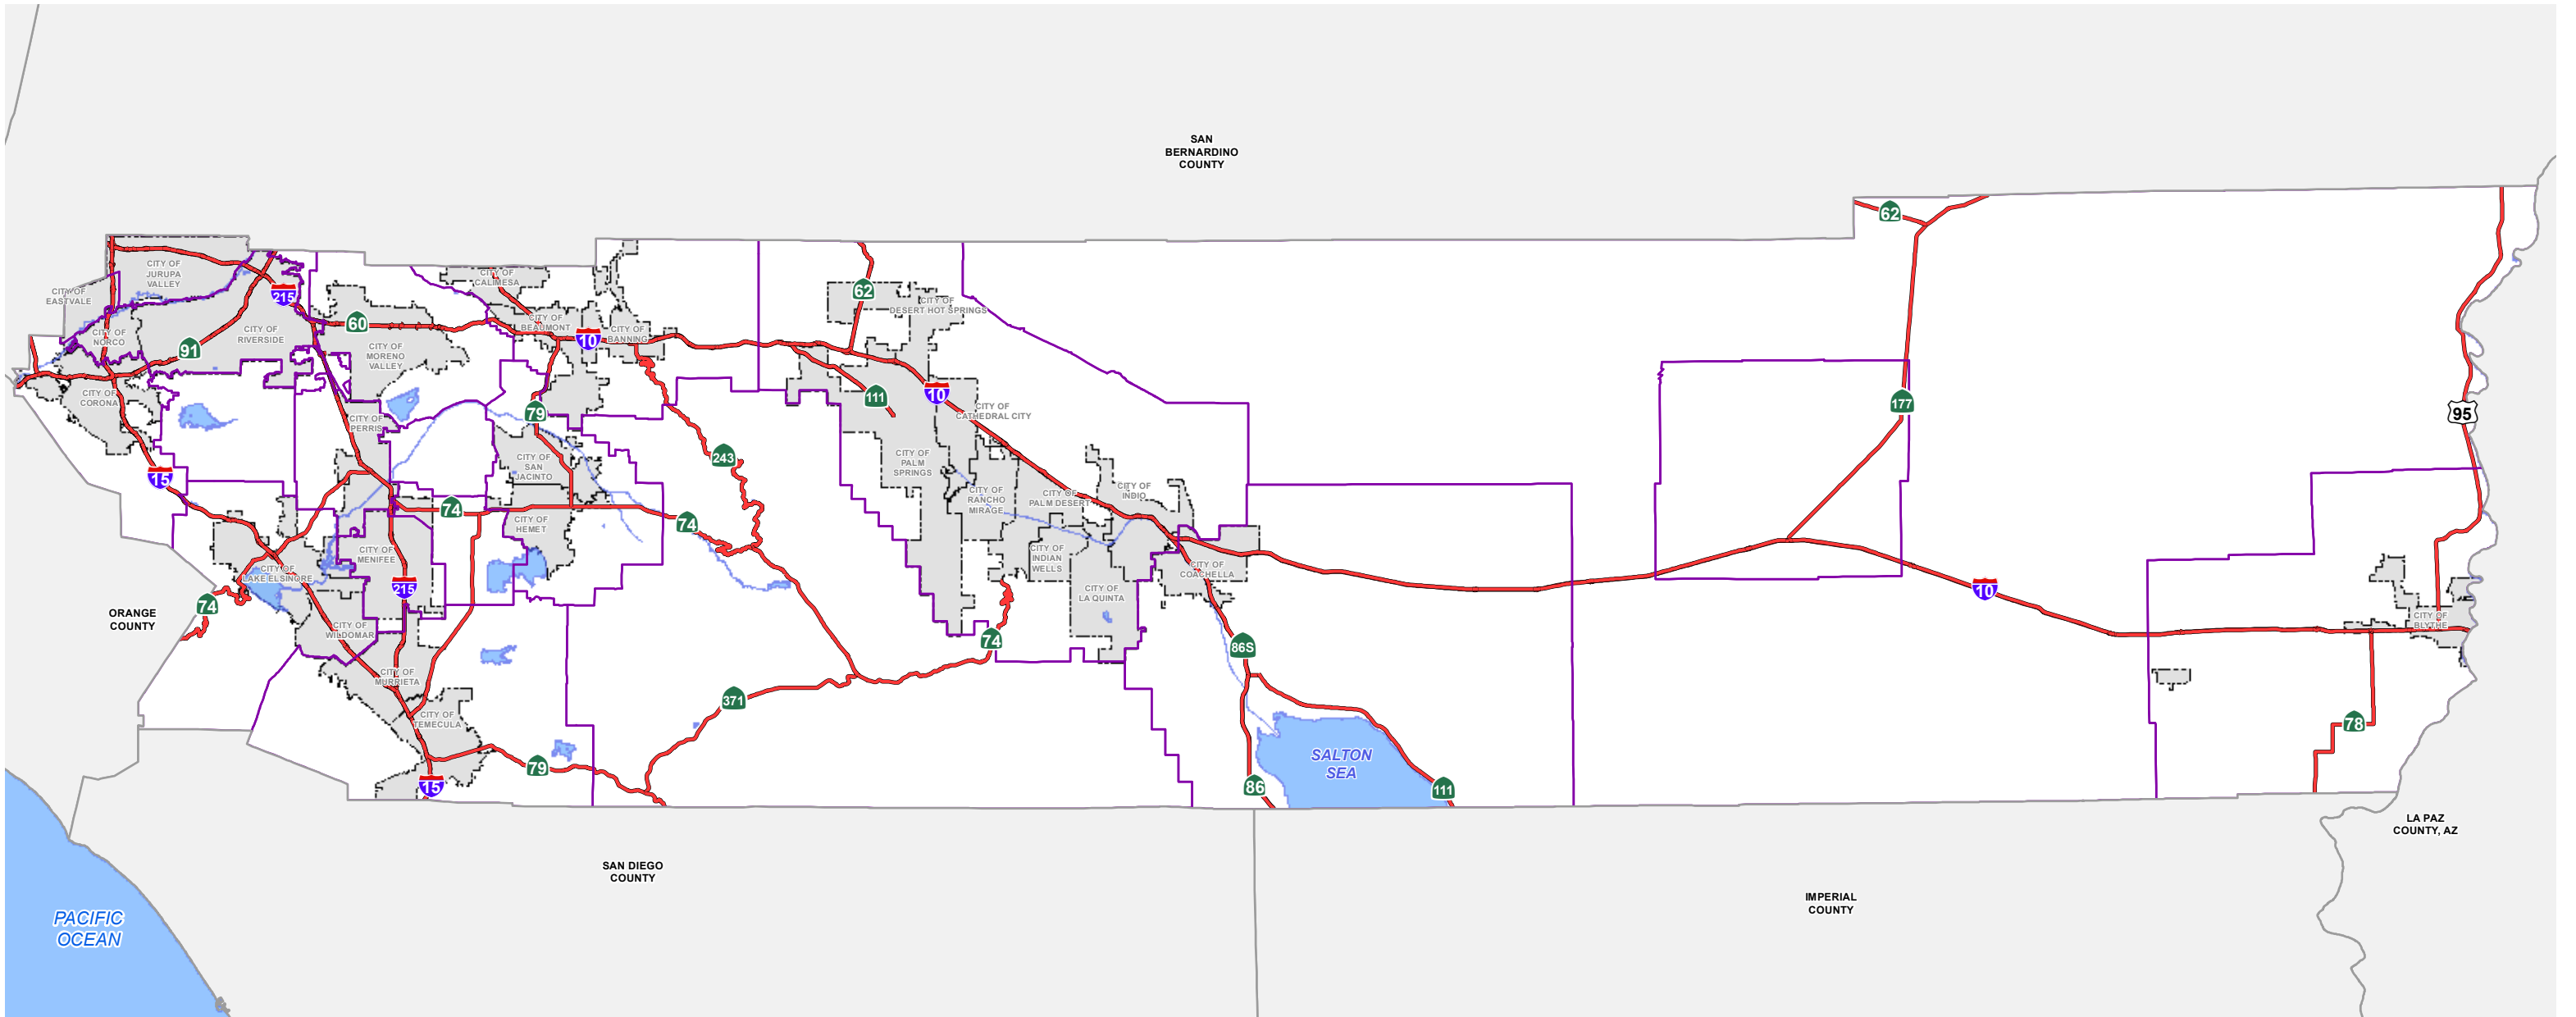 SAN
BERNARDINO
COUNTY
62
CITY OF
JURUPA
VALLEY
CITY OF
EASTVALE
215
CITY OF
CALIMESA
62
CITY OF
DESERT HOT SPRINGS
CITY OF
NORCO
91
CITY OF
RIVERSIDE
60
CITY OF
MORENO
VALLEY
CITY OF
BEAUMONT
10
CITY OF
BANNING
CITY OF
CORONA
CITY OF
PERRIS
79
111
10
CITY OF
CATHEDRAL CITY
177
95
15
CITY OF
SAN
JACINTO
243
CITY OF
PALM
SPRINGS
CITY OF
RANCHO
MIRAGE
CITY OF
PALM DESERT
CITY OF
INDIO
74
CITY OF
HEMET
74
CITY OF
MENIFEE
CITY OF
LAKE ELSINORE
215
CITY OF
INDIAN
WELLS
CITY OF
LA QUINTA
CITY OF
COACHELLA
10
ORANGE
COUNTY
74
CITY OF
WILDOMAR
74
86S
CITY OF
BLYTHE
CITY OF
MURRIETA
371
CITY OF
TEMECULA
78
79
15
SALTON
SEA
86
111
LA PAZ
COUNTY, AZ
SAN DIEGO
COUNTY
IMPERIAL
COUNTY
PACIFIC
OCEAN